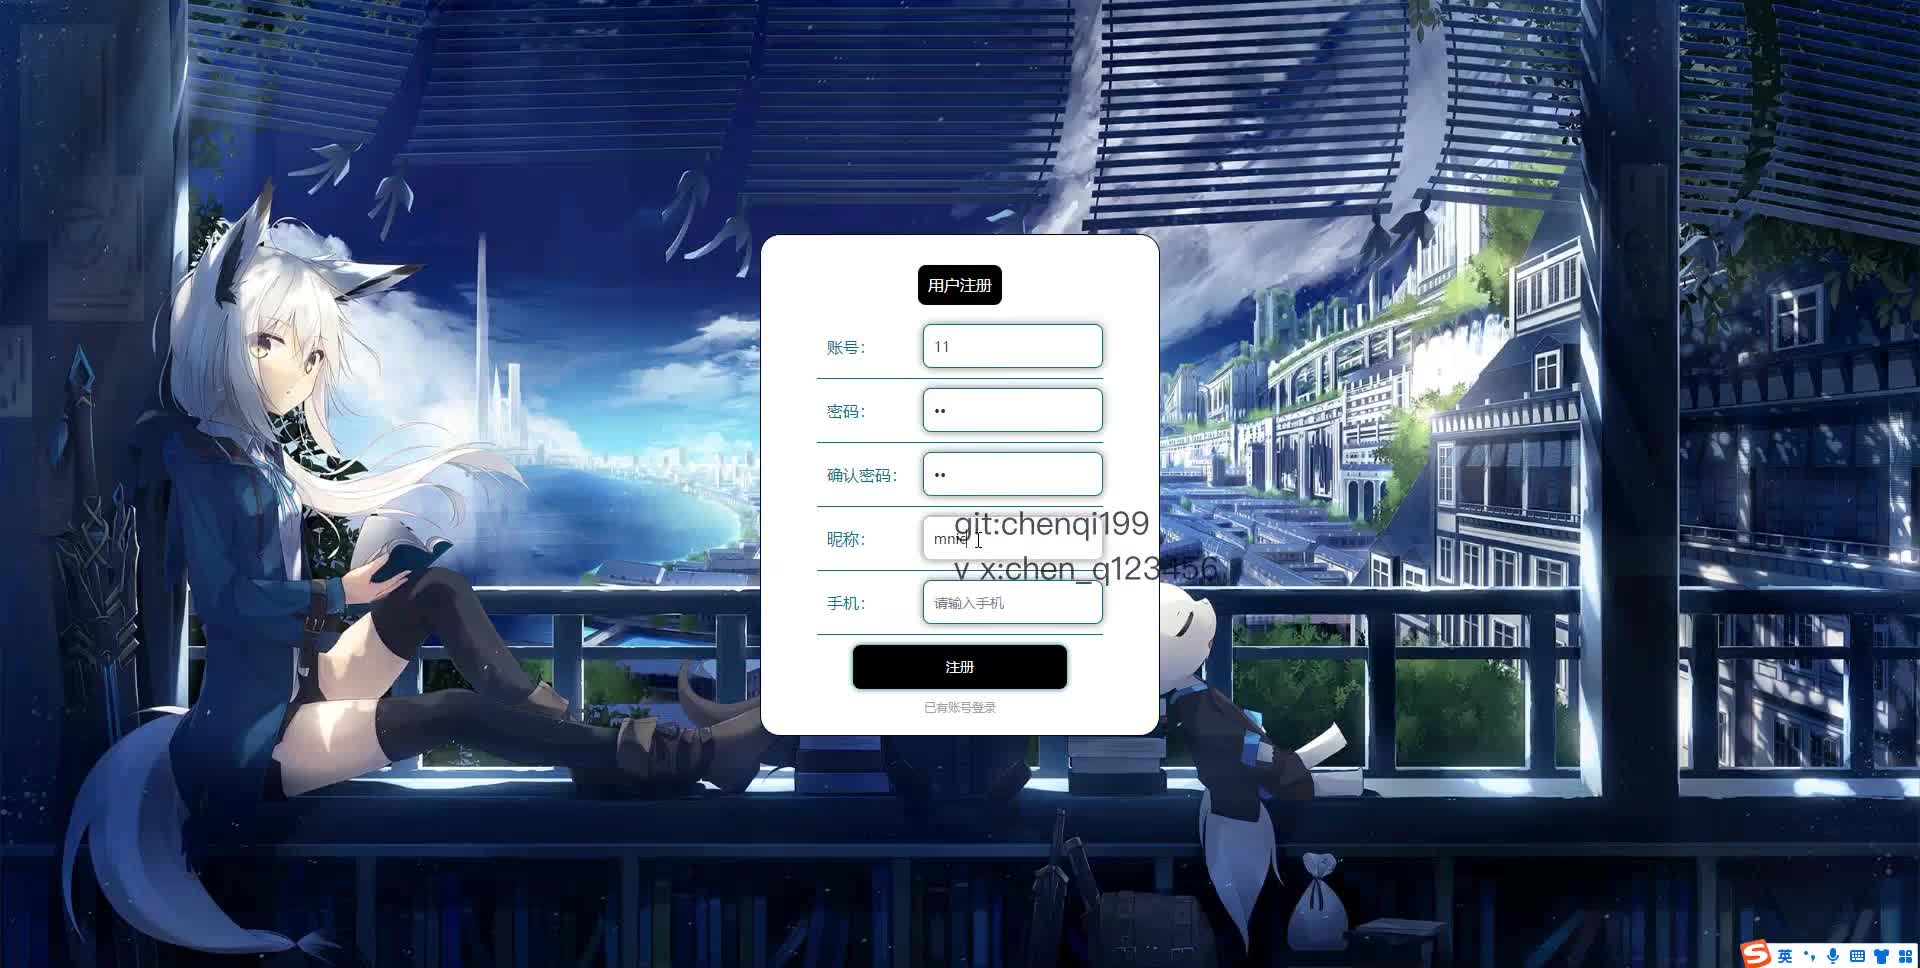 用户注册
账号：
11
密码：
••
确认密码：
••
git:chenqi199
昵称：
v x:chen_q123456
手机：
请输入手机
注册
已有账号登录
英